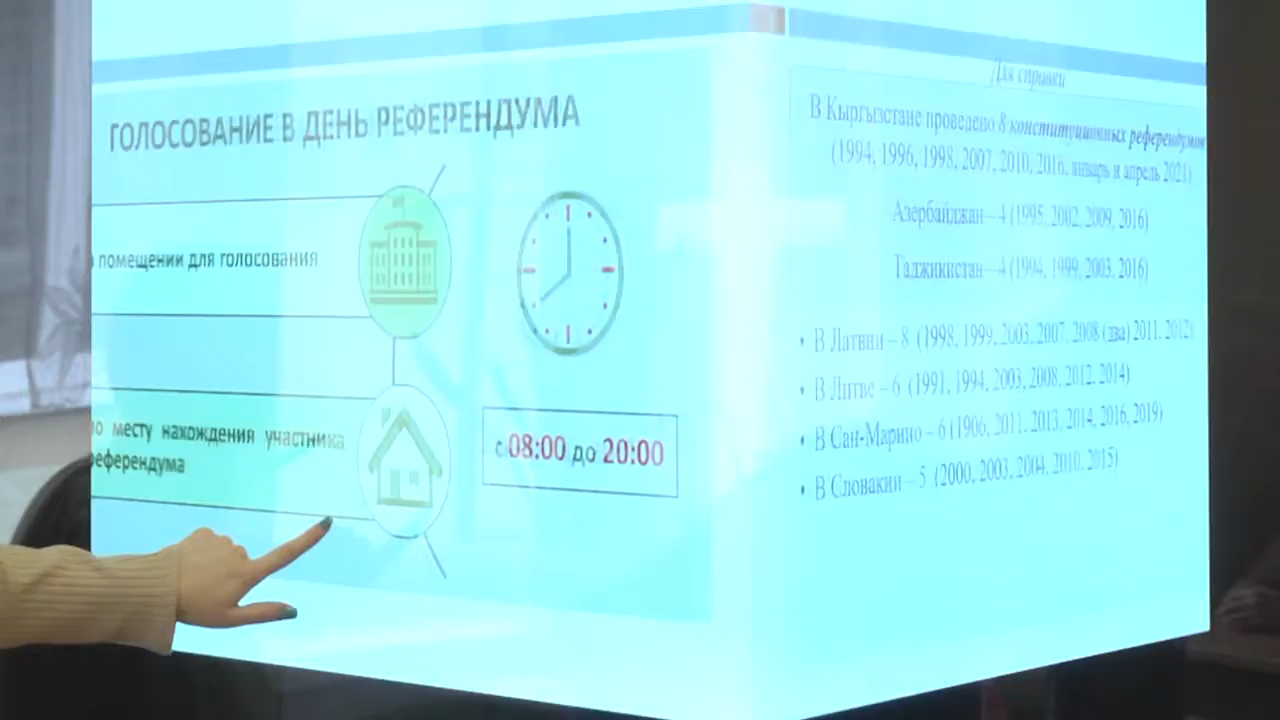 ГОЛОСОВАНИЕ В ДЕНЬ РЕФЕРЕНДУМА
помещении для голосования
по месту нахождения участника
референдума
с 08:00 до 20:00
Для справки
В Кыргызстане проведено 8 конституционных референдумов
(1994, 1996, 1998, 2007, 2010, 2016, январь и апрель 2021)
Азербайджан – 4 (1995, 2002, 2009, 2016)
Таджикистан – 4 (1994, 1999, 2003, 2016)
• В Латвии – 8 (1998, 1999, 2003, 2007, 2008 (два) 2011, 2012)
• В Литве – 6 (1991, 1994, 2003, 2008, 2012, 2014)
• В Сан-Марино – 6 (1906, 2011, 2013, 2014, 2016, 2019)
• В Словакии – 5 (2000, 2003, 2004, 2010, 2015)